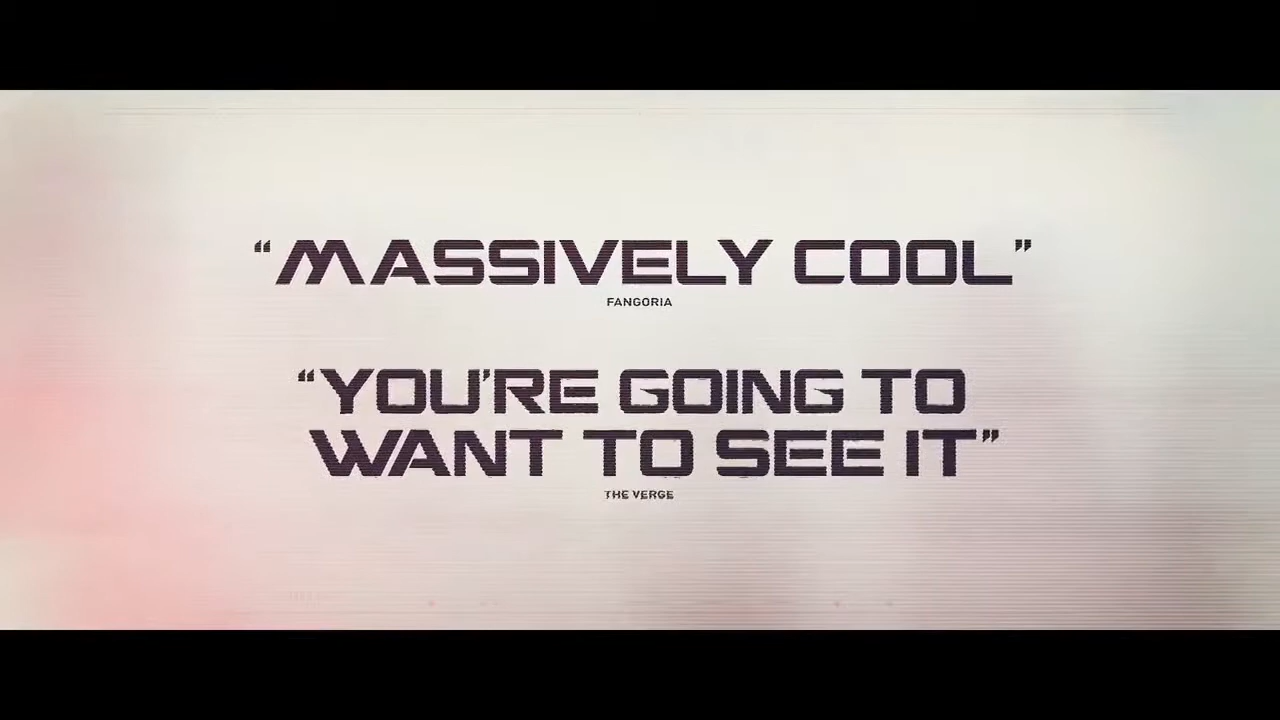 “MASSIVELY COOL”
FANGORIA
“YOU’RE GOING TO
WANT TO SEE IT”
THE VERGE